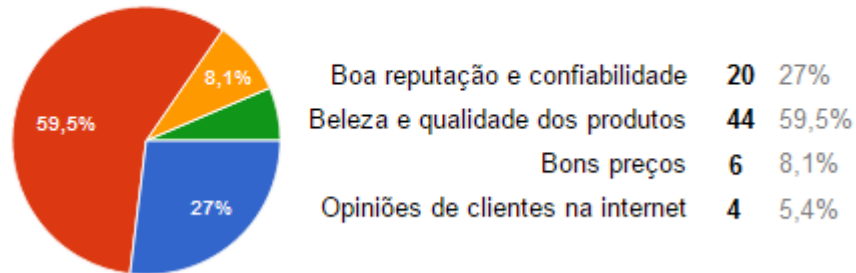 8,1%
59,5%
27%
Boa reputação e confiabilidade 20 27%
Beleza e qualidade dos produtos 44 59,5%
Bons preços 6 8,1%
Opiniões de clientes na internet 4 5,4%